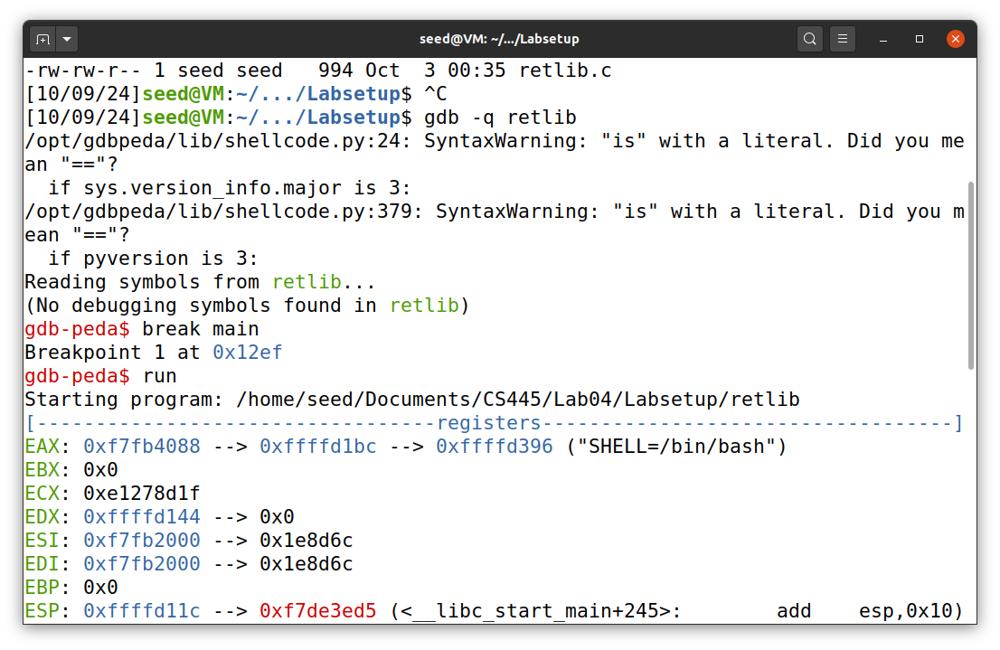 seed@VM: ~/.../Labsetup
-rw-rw-r-- 1 seed seed   994 Oct  3 00:35 retlib.c
[10/09/24]seed@VM:~/.../Labsetup$ ^C
[10/09/24]seed@VM:~/.../Labsetup$ gdb -q retlib
/opt/gdbpeda/lib/shellcode.py:24: SyntaxWarning: "is" with a literal. Did you me
an "=="?
  if sys.version_info.major is 3:
/opt/gdbpeda/lib/shellcode.py:379: SyntaxWarning: "is" with a literal. Did you m
ean "=="?
  if pyversion is 3:
Reading symbols from retlib...
(No debugging symbols found in retlib)
gdb-peda$ break main
Breakpoint 1 at 0x12ef
gdb-peda$ run
Starting program: /home/seed/Documents/CS445/Lab04/Labsetup/retlib
[----------------------------------registers-----------------------------------]
EAX: 0xf7fb4088 --> 0xffffd1bc --> 0xffffd396 ("SHELL=/bin/bash")
EBX: 0x0
ECX: 0xe1278d1f
EDX: 0xffffd144 --> 0x0
ESI: 0xf7fb2000 --> 0x1e8d6c
EDI: 0xf7fb2000 --> 0x1e8d6c
EBP: 0x0
ESP: 0xffffd11c --> 0xf7de3ed5 (<__libc_start_main+245>:        add    esp,0x10)